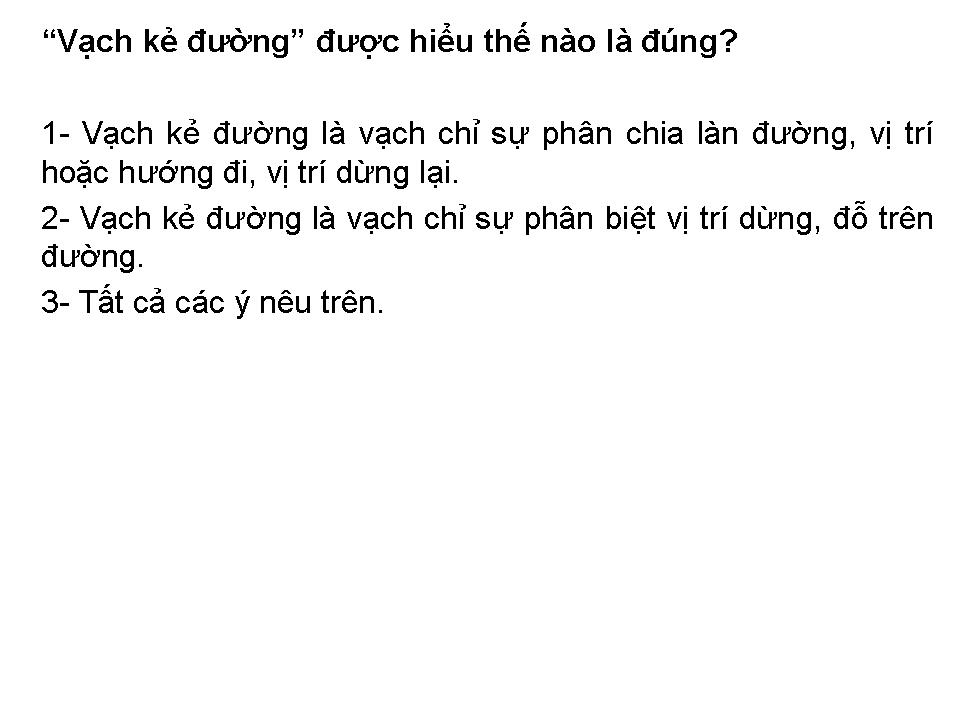 “Vạch kẻ đường” được hiểu thế nào là đúng?
1- Vạch kẻ đường là vạch chỉ sự phân chia làn đường, vị trí
hoặc hướng đi, vị trí dừng lại.
2- Vạch kẻ đường là vạch chỉ sự phân biệt vị trí dừng, đỗ trên
đường.
3- Tất cả các ý nêu trên.